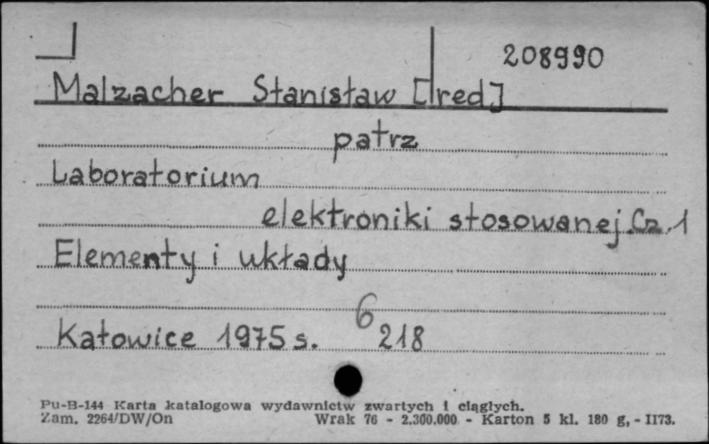 208990
Malzacher Stanisław [red.]
patrz
Laboratorium
elektroniki stosowanej. Cz. 1
Elementy i układy
6
Katowice 1975 s. 218
Pu-B-144 Karta katalogowa wydawnictw zwartych i ciągłych.
Zam. 2264/DW/On Wrak 76 - 2.300.000 - Karton 5 kl. 180 g, - II73.